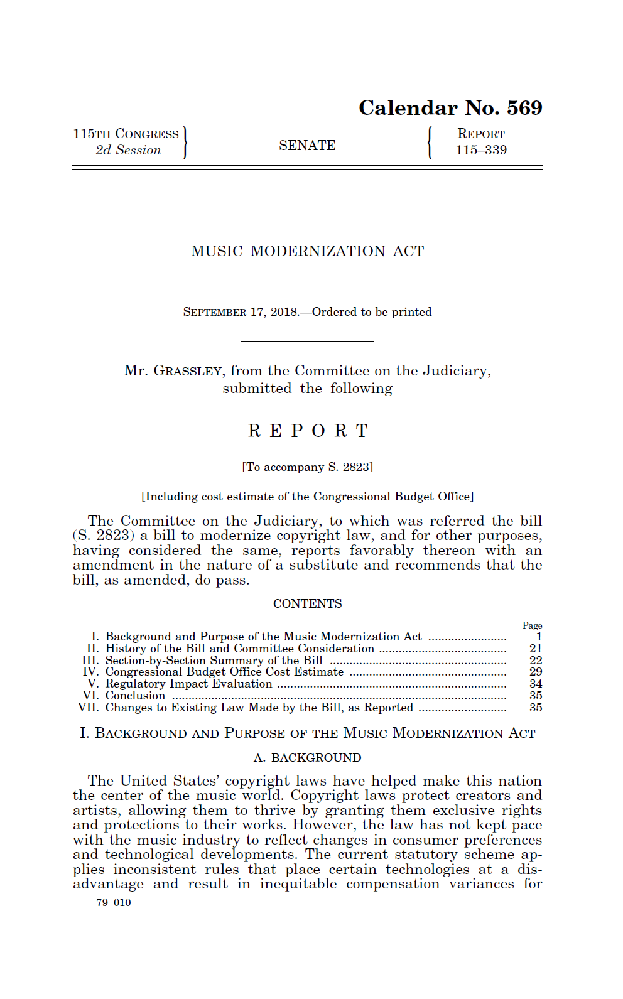 Calendar No. 569
115TH CONGRESS
2d Session
SENATE
REPORT
115–339
MUSIC MODERNIZATION ACT
SEPTEMBER 17, 2018.—Ordered to be printed
Mr. GRASSLEY, from the Committee on the Judiciary,
submitted the following
R E P O R T
[To accompany S. 2823]
[Including cost estimate of the Congressional Budget Office]
The Committee on the Judiciary, to which was referred the bill
(S. 2823) a bill to modernize copyright law, and for other purposes,
having considered the same, reports favorably thereon with an
amendment in the nature of a substitute and recommends that the
bill, as amended, do pass.
CONTENTS
Page
I. Background and Purpose of the Music Modernization Act ........................ 1
II. History of the Bill and Committee Consideration ....................................... 21
III. Section-by-Section Summary of the Bill ...................................................... 22
IV. Congressional Budget Office Cost Estimate ................................................ 29
V. Regulatory Impact Evaluation ...................................................................... 34
VI. Conclusion ...................................................................................................... 35
VII. Changes to Existing Law Made by the Bill, as Reported ........................... 35
I. BACKGROUND AND PURPOSE OF THE MUSIC MODERNIZATION ACT
A. BACKGROUND
The United States’ copyright laws have helped make this nation
the center of the music world. Copyright laws protect creators and
artists, allowing them to thrive by granting them exclusive rights
and protections to their works. However, the law has not kept pace
with the music industry to reflect changes in consumer preferences
and technological developments. The current statutory scheme ap-
plies inconsistent rules that place certain technologies at a dis-
advantage and result in inequitable compensation variances for
79–010